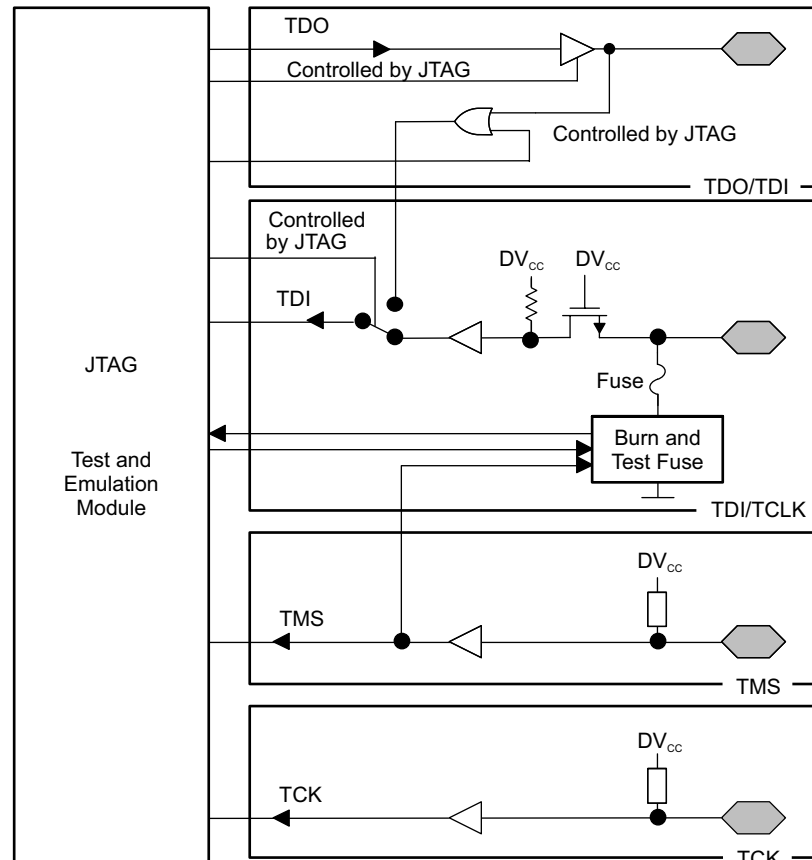 TDO
Controlled by JTAG
Controlled by JTAG
TDO/TDI
Controlled
by JTAG
DVCC
DVCC
TDI
Fuse
JTAG
Burn and
Test Fuse
Test and
Emulation
Module
TDI/TCLK
DVCC
TMS
TMS
DVCC
TCK
TCK